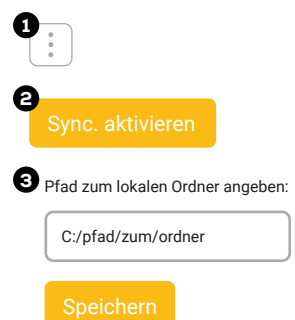 1
2
Sync. aktivieren
3 Pfad zum lokalen Ordner angeben:
C:/pfad/zum/ordner
Speichern